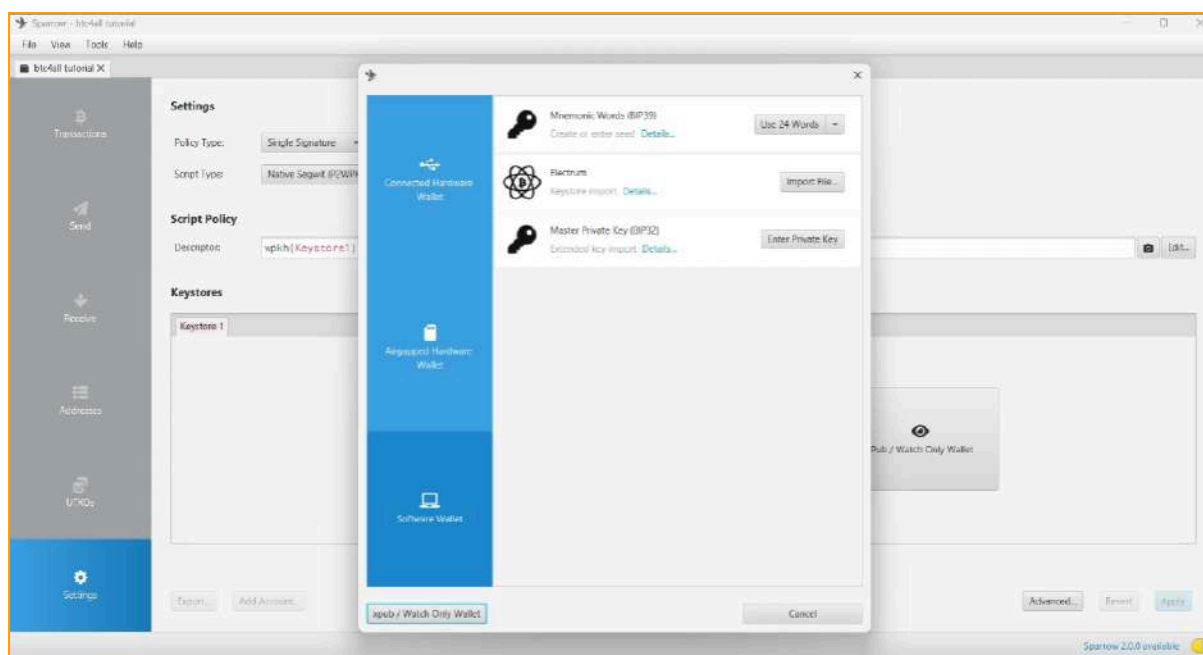 Sparrow - btc4all tutorial
File View Tools Help
btc4all tutorial X
Transactions
Send
Receive
Addresses
UTXOs
Settings
Settings
Policy Type: Single Signature
Script Type: Native Segwit (P2WPK
Script Policy
Descriptor: wpkh(Keystore1)
Edit...
Keystores
Keystore 1
Pub / Watch Only Wallet
Export... Add Account...
Advanced... Revert Apply
Sparrow 2.0.0 available
Connected Hardware
Wallet
Airgapped Hardware
Wallet
Software Wallet
Mnemonic Words (BIP39)
Create or enter seed Details...
Use 24 Words
Electrum
Keystore import Details...
Import File...
Master Private Key (BIP32)
Extended key import Details...
Enter Private Key
xpub / Watch Only Wallet
Cancel